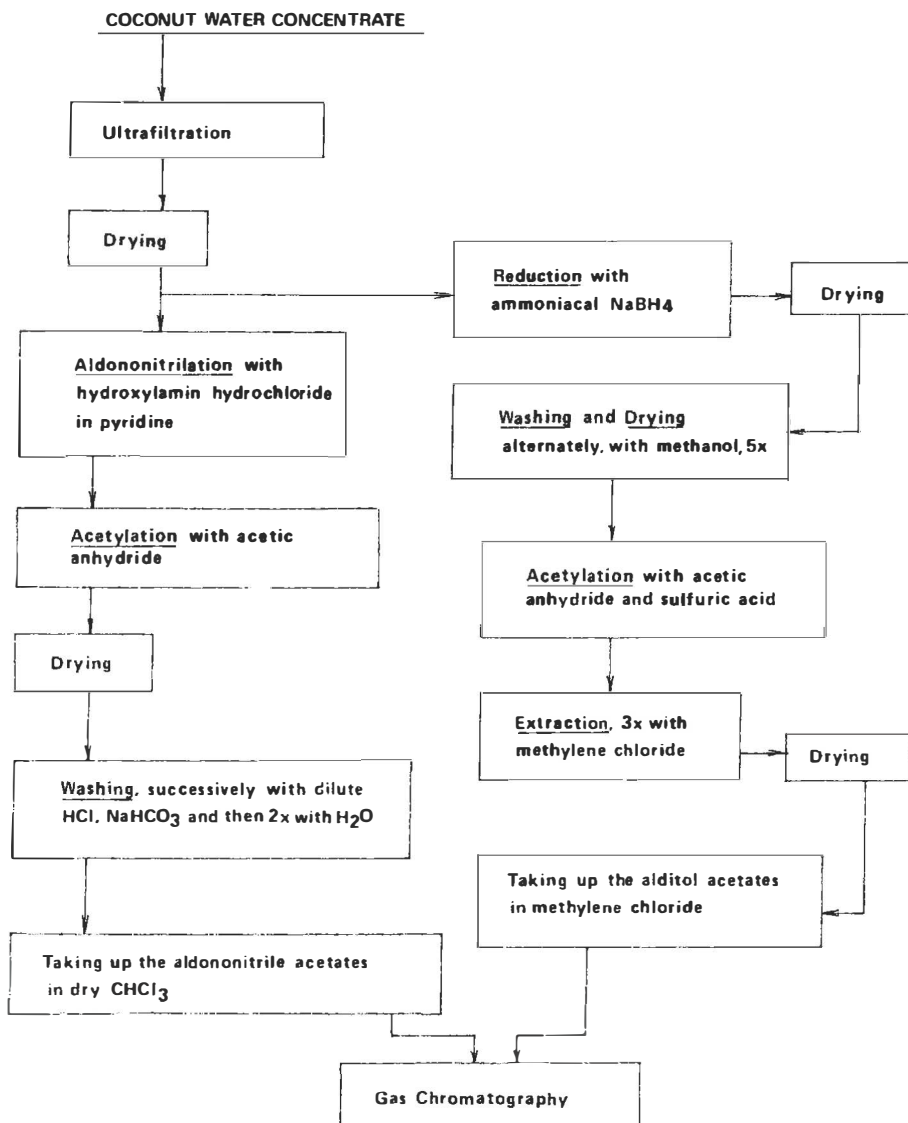 COCONUT WATER CONCENTRATE
Ultrafiltration
Drying
Reduction with
ammoniacal NaBH4
Drying
Aldononitrilation with
hydroxylamin hydrochloride
in pyridine
Washing and Drying
alternately, with methanol, 5x
Acetylation with acetic
anhydride
Acetylation with acetic
anhydride and sulfuric acid
Drying
Extraction, 3x with
methylene chloride
Drying
Washing, successively with dilute
HCl, NaHCO3 and then 2x with H2O
Taking up the alditol acetates
in methylene chloride
Taking up the aldononitrile acetates
in dry CHCl3
Gas Chromatography